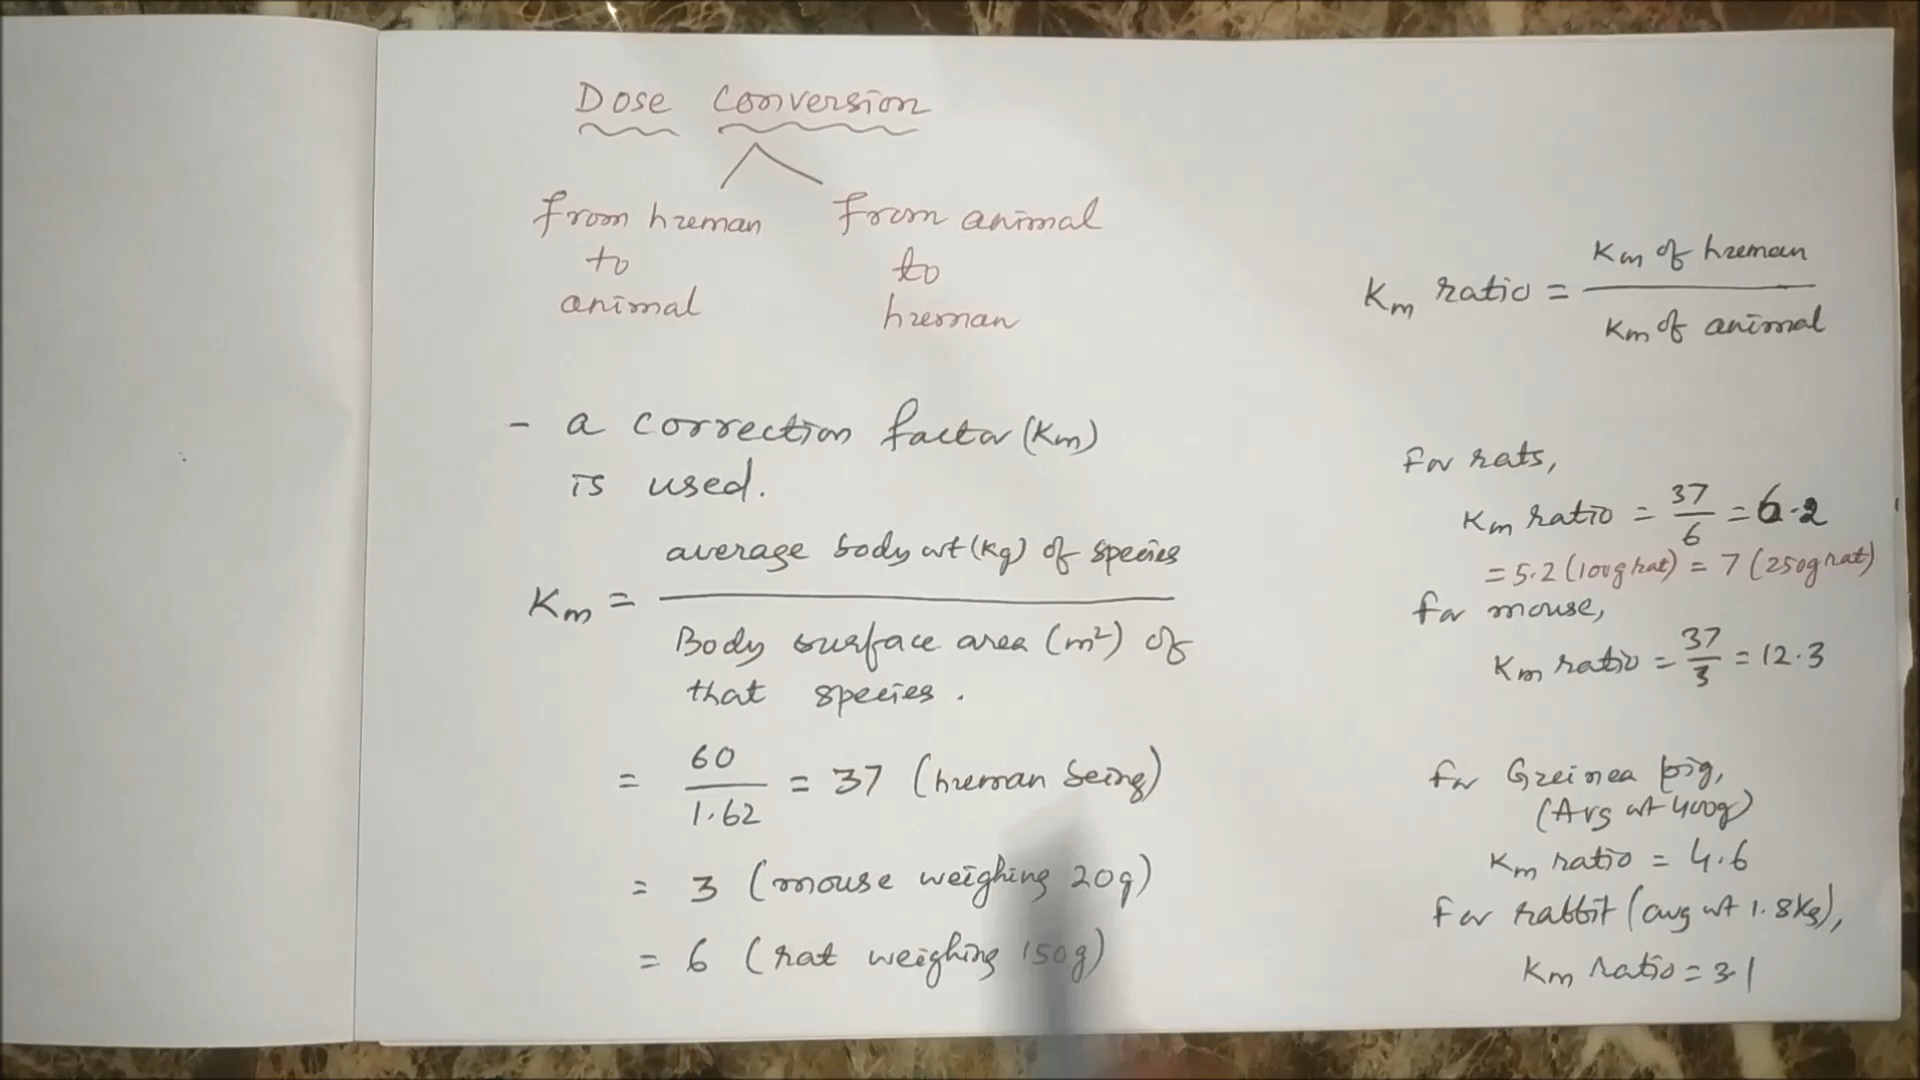 Dose Conversion
from human
to
animal
From animal
to
human
- a correction factor (Km)
is used.
Km = average body wt (kg) of species
Body surface area (m²) of
that species.
= 60 / 1.62 = 37 (human being)
= 3 (mouse weighing 20g)
= 6 (rat weighing 150g)
Km ratio = Km of human
Km of animal
For rats,
Km ratio = 37 / 6 = 6.2
= 5.2 (100g rat) = 7 (250g rat)
for mouse,
Km ratio = 37 / 3 = 12.3
for Guinea pig,
(Avg wt 400g)
Km ratio = 4.6
For rabbit (avg wt 1.8kg),
Km ratio = 3.1